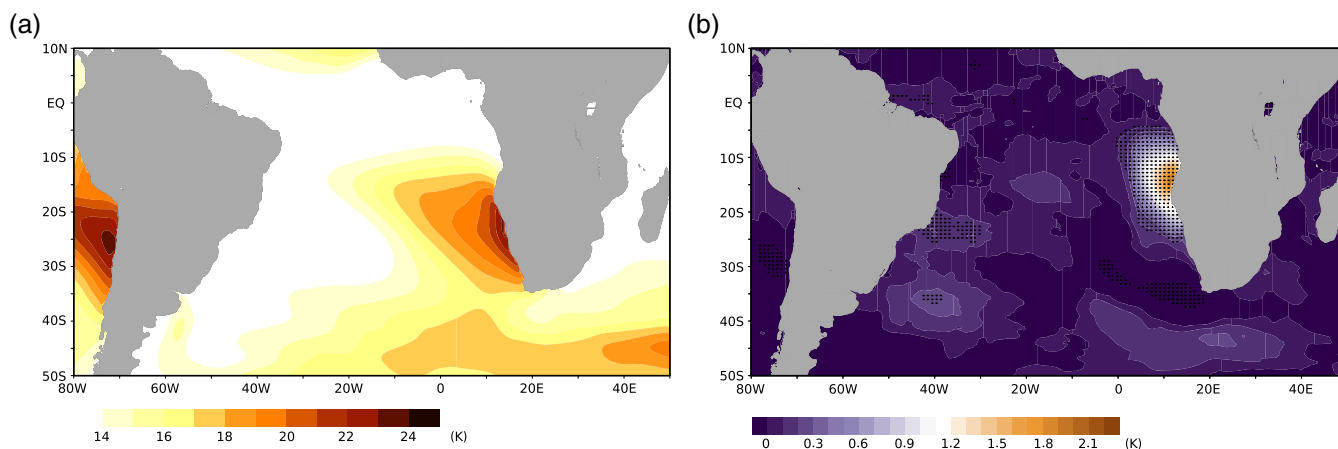 (a)
10N
EQ
10S
20S
30S
40S
50S
80W 60W 40W 20W 0 20E 40E
14 16 18 20 22 24 (K)
(b)
10N
EQ
10S
20S
30S
40S
50S
80W 60W 40W 20W 0 20E 40E
0 0.3 0.6 0.9 1.2 1.5 1.8 2.1 (K)